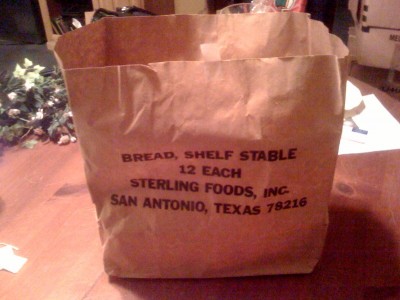 BREAD, SHELF STABLE
12 EACH
STERLING FOODS, INC.
SAN ANTONIO, TEXAS 78216